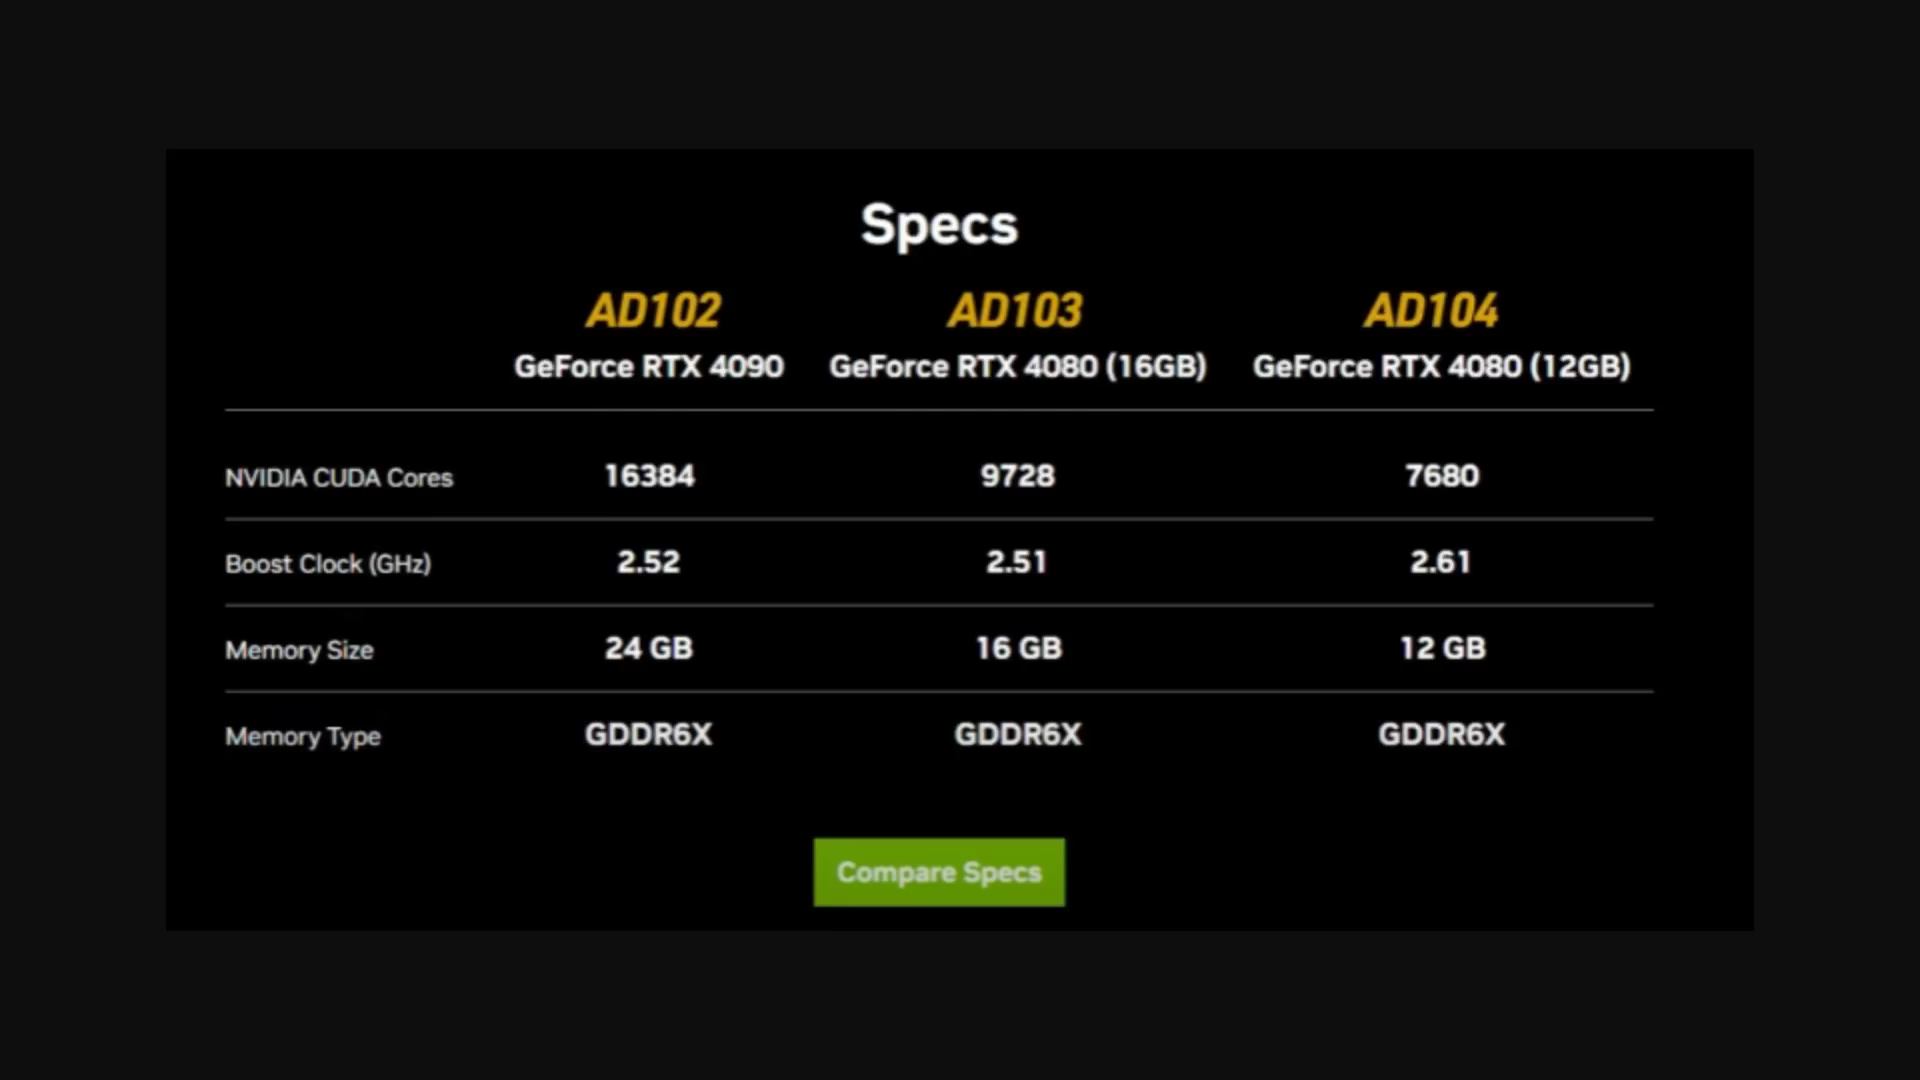 Specs
AD102 AD103 AD104
GeForce RTX 4090 GeForce RTX 4080 (16GB) GeForce RTX 4080 (12GB)
NVIDIA CUDA Cores 16384 9728 7680
Boost Clock (GHz) 2.52 2.51 2.61
Memory Size 24 GB 16 GB 12 GB
Memory Type GDDR6X GDDR6X GDDR6X
Compare Specs